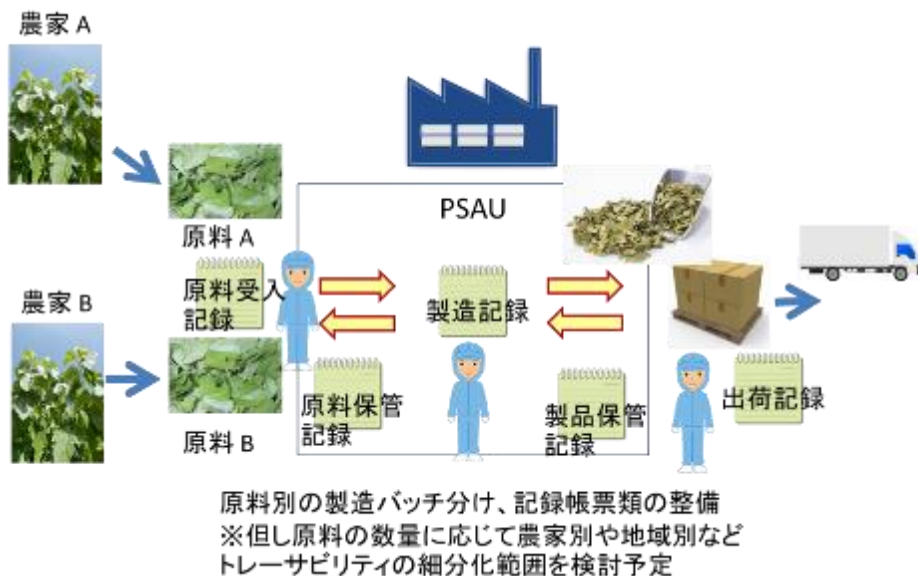 農家 A
PSAU
原料 A
原料受入
記録
農家 B
製造記録
原料保管
記録
製品保管
記録
出荷記録
原料 B
原料別の製造バッチ分け、記録帳票類の整備
※但し原料の数量に応じて農家別や地域別など
トレーサビリティの細分化範囲を検討予定